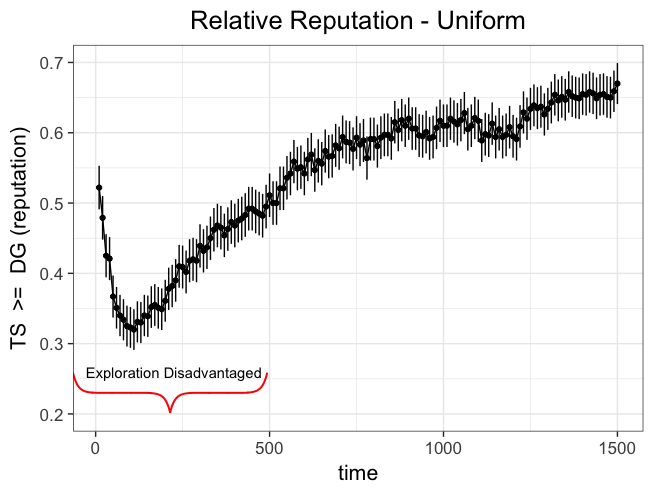 Relative Reputation - Uniform
TS >= DG (reputation)
0.7
0.6
0.5
0.4
0.3
0.2
Exploration Disadvantaged
0
500
1000
1500
time